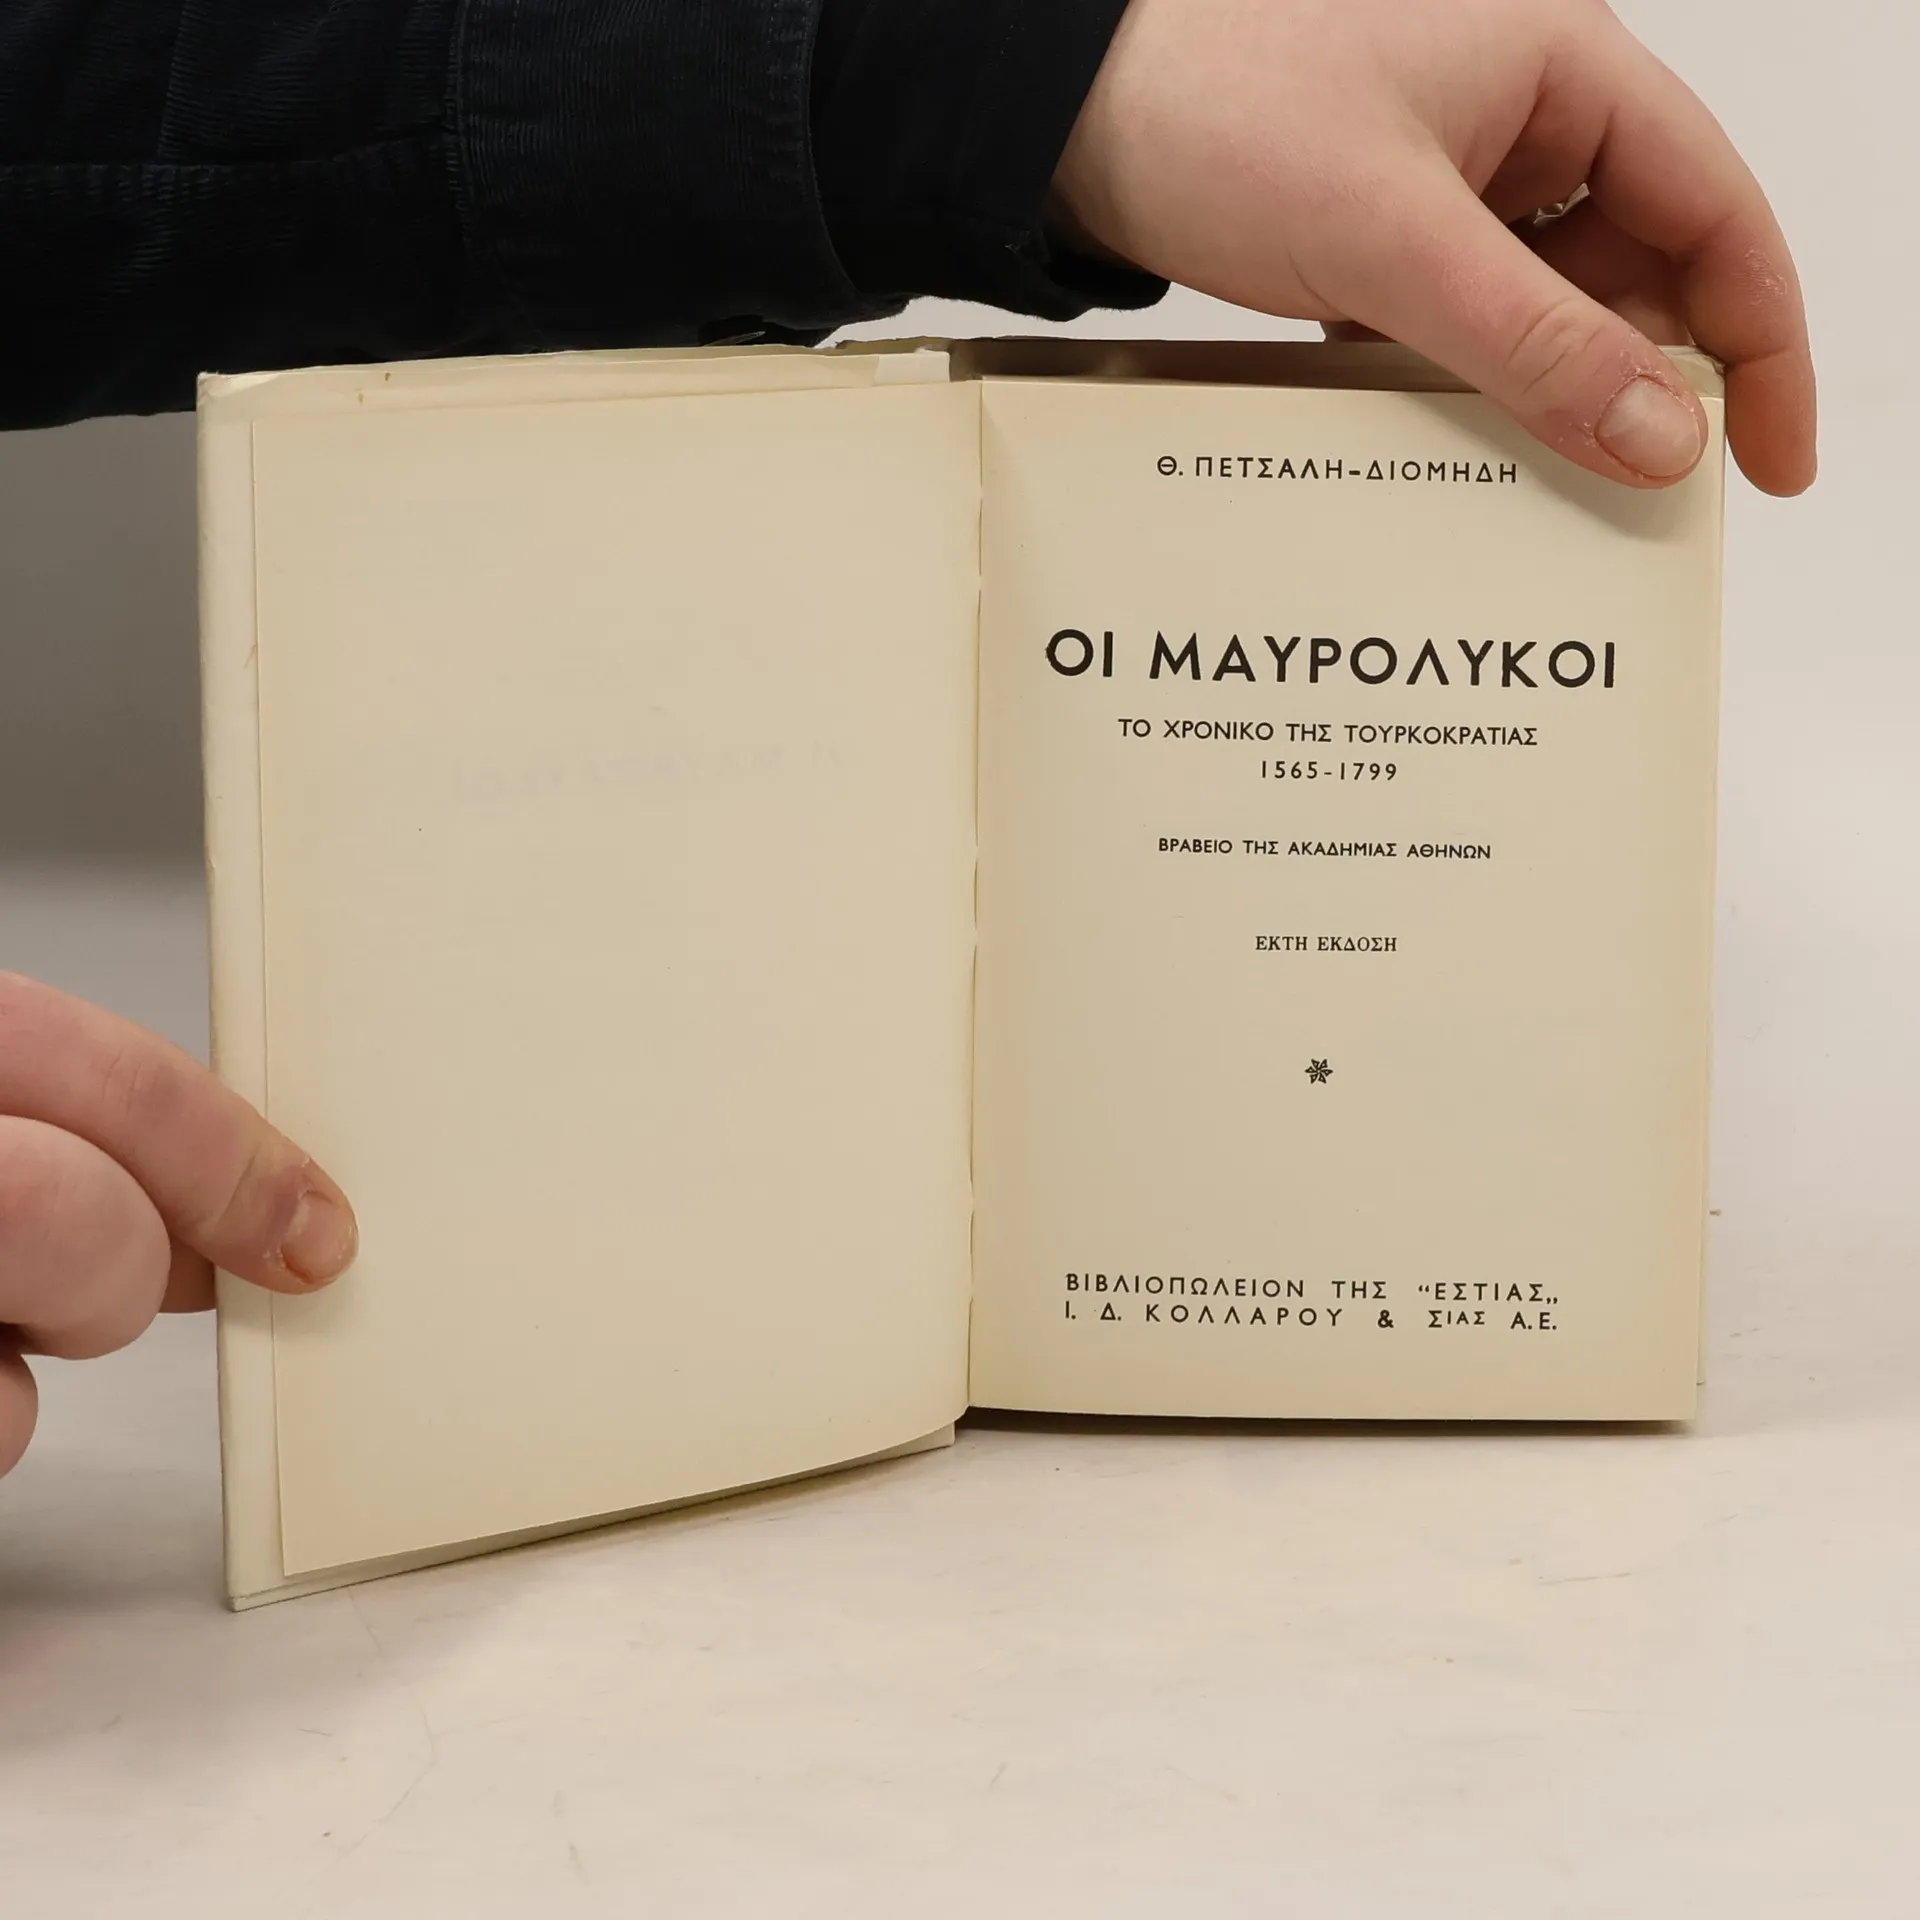 Θ. ΠΕΤΣΑΛΗ-ΔΙΟΜΗΔΗ
ΟΙ ΜΑΥΡΟΛΥΚΟΙ
ΤΟ ΧΡΟΝΙΚΟ ΤΗΣ ΤΟΥΡΚΟΚΡΑΤΙΑΣ
1565-1799
ΒΡΑΒΕΙΟ ΤΗΣ ΑΚΑΔΗΜΙΑΣ ΑΘΗΝΩΝ
ΕΚΤΗ ΕΚΔΟΣΗ
ΒΙΒΛΙΟΠΩΛΕΙΟΝ ΤΗΣ “ΕΣΤΙΑΣ„
Ι. Δ. ΚΟΛΛΑΡΟΥ & ΣΙΑΣ Α.Ε.